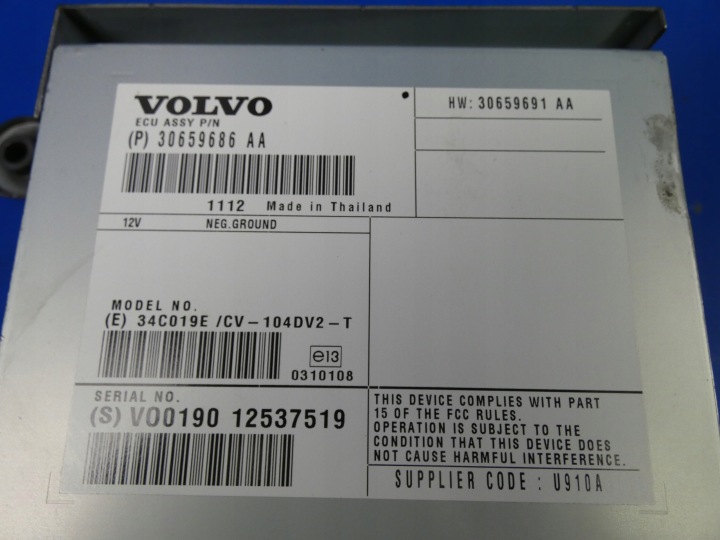 VOLVO
ECU ASSY P/N
(P) 30659686 AA
1112 Made in Thailand
HW: 30659691 AA
12V NEG.GROUND
MODEL NO.
(E) 34C019E /CV-104DV2-T
e13
0310108
SERIAL NO.
(S) VO0190 12537519
THIS DEVICE COMPLIES WITH PART
15 OF THE FCC RULES.
OPERATION IS SUBJECT TO THE
CONDITION THAT THIS DEVICE DOES
NOT CAUSE HARMFUL INTERFERENCE.
SUPPLIER CODE : U910A